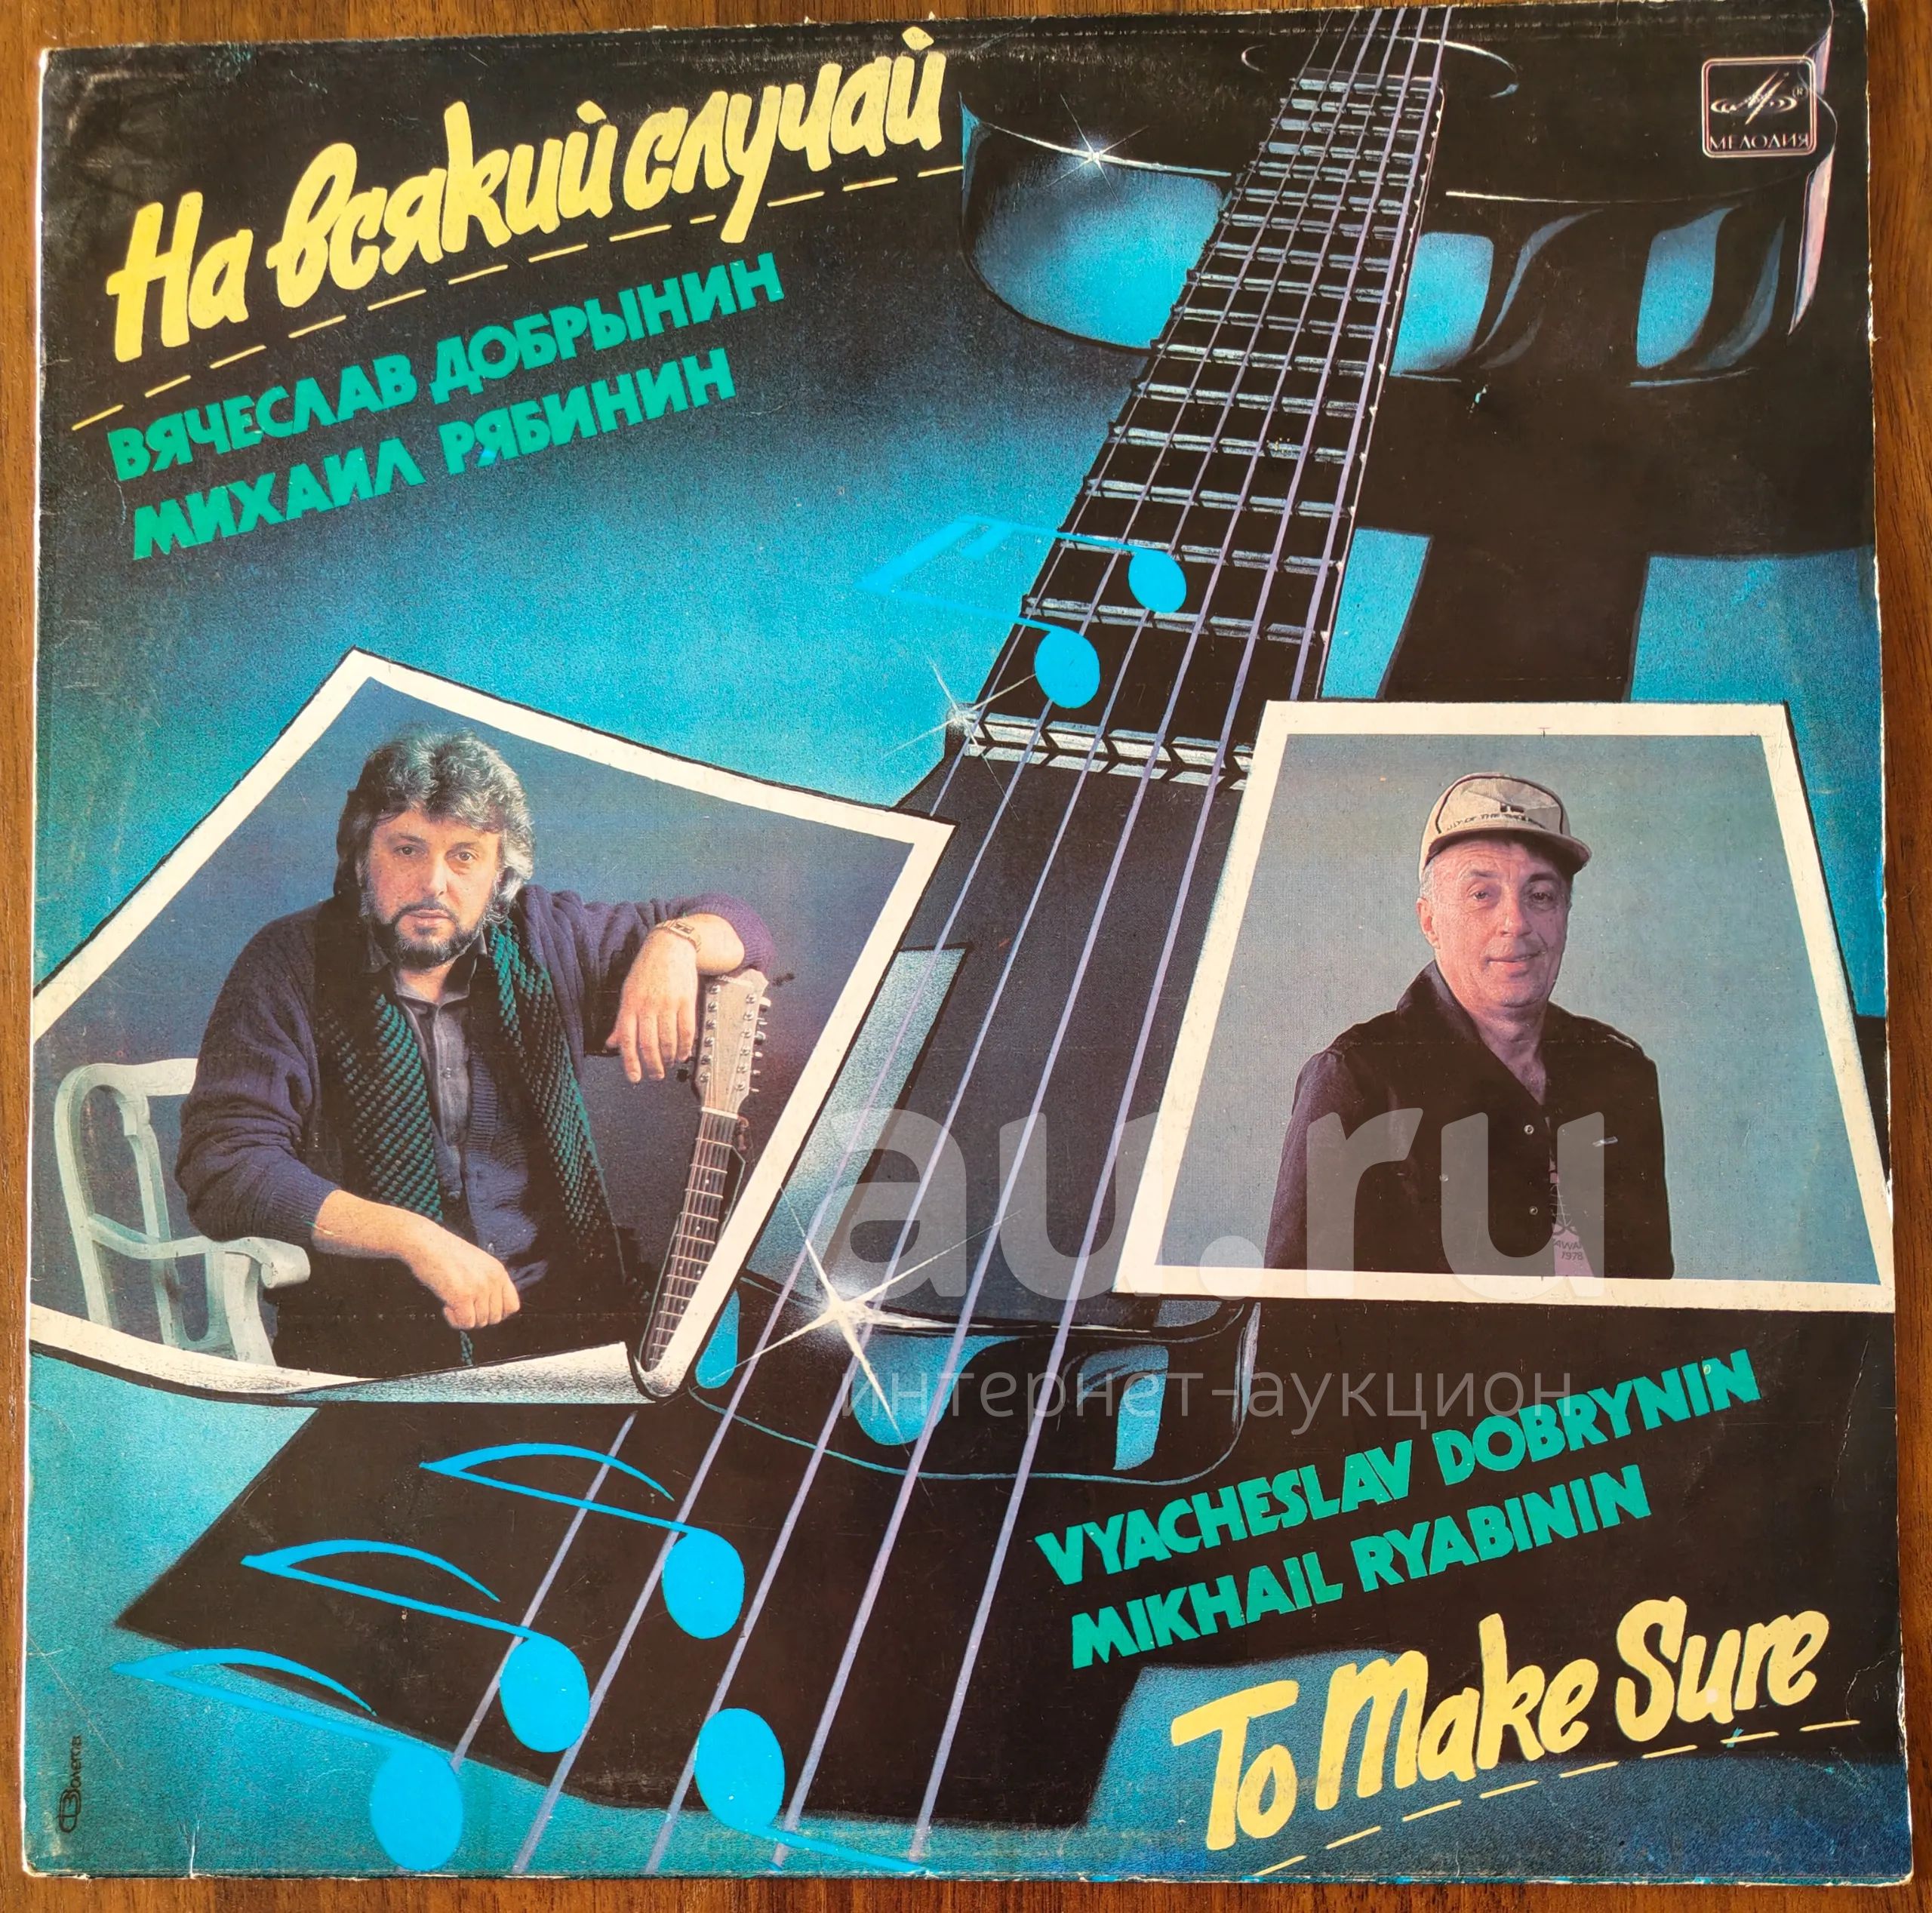 На всякий случай
ВЯЧЕСЛАВ ДОБРЫНИН
МИХАИЛ РЯБИНИН
МЕЛОДИЯ
au.ru
интернет-аукцион
1978
VYACHESLAV DOBRYNIN
MIKHAIL RYABININ
To Make Sure